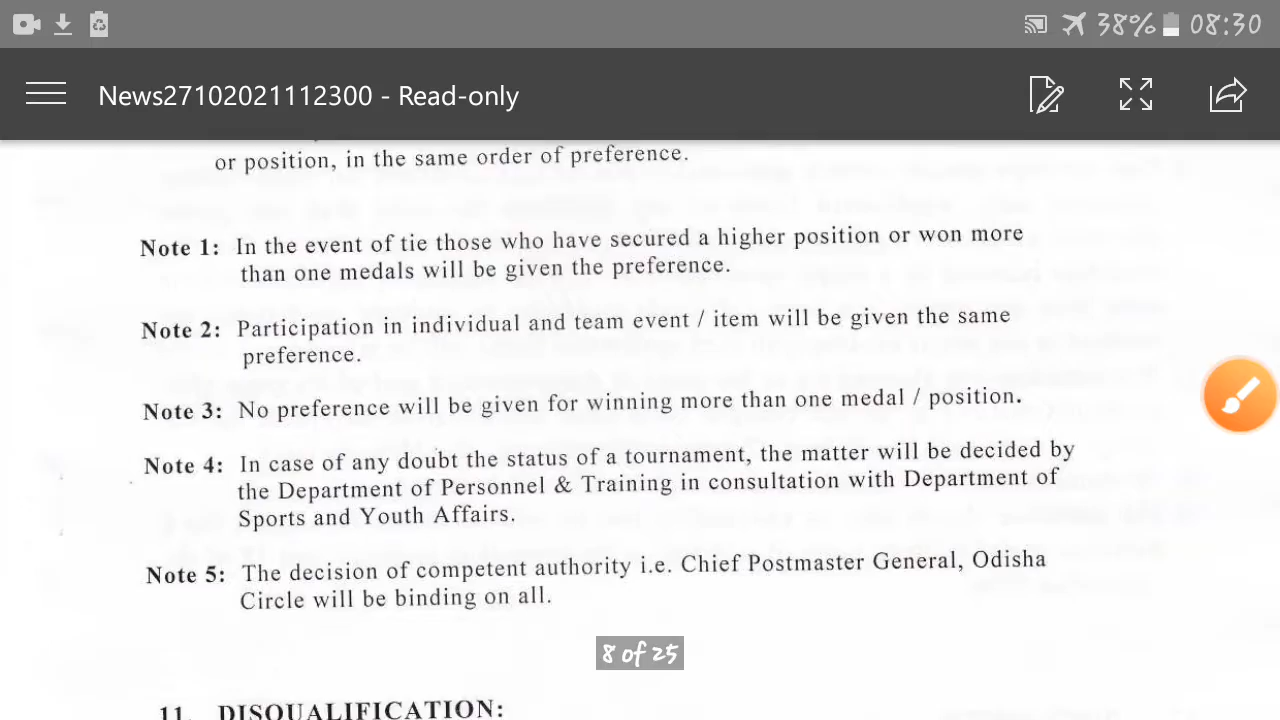 38% 08:30
News27102021112300 - Read-only
or position, in the same order of preference.
Note 1: In the event of tie those who have secured a higher position or won more
than one medals will be given the preference.
Note 2: Participation in individual and team event / item will be given the same
preference.
Note 3: No preference will be given for winning more than one medal / position.
Note 4: In case of any doubt the status of a tournament, the matter will be decided by
the Department of Personnel & Training in consultation with Department of
Sports and Youth Affairs.
Note 5: The decision of competent authority i.e. Chief Postmaster General, Odisha
Circle will be binding on all.
8 of 25
11. DISQUALIFICATION: